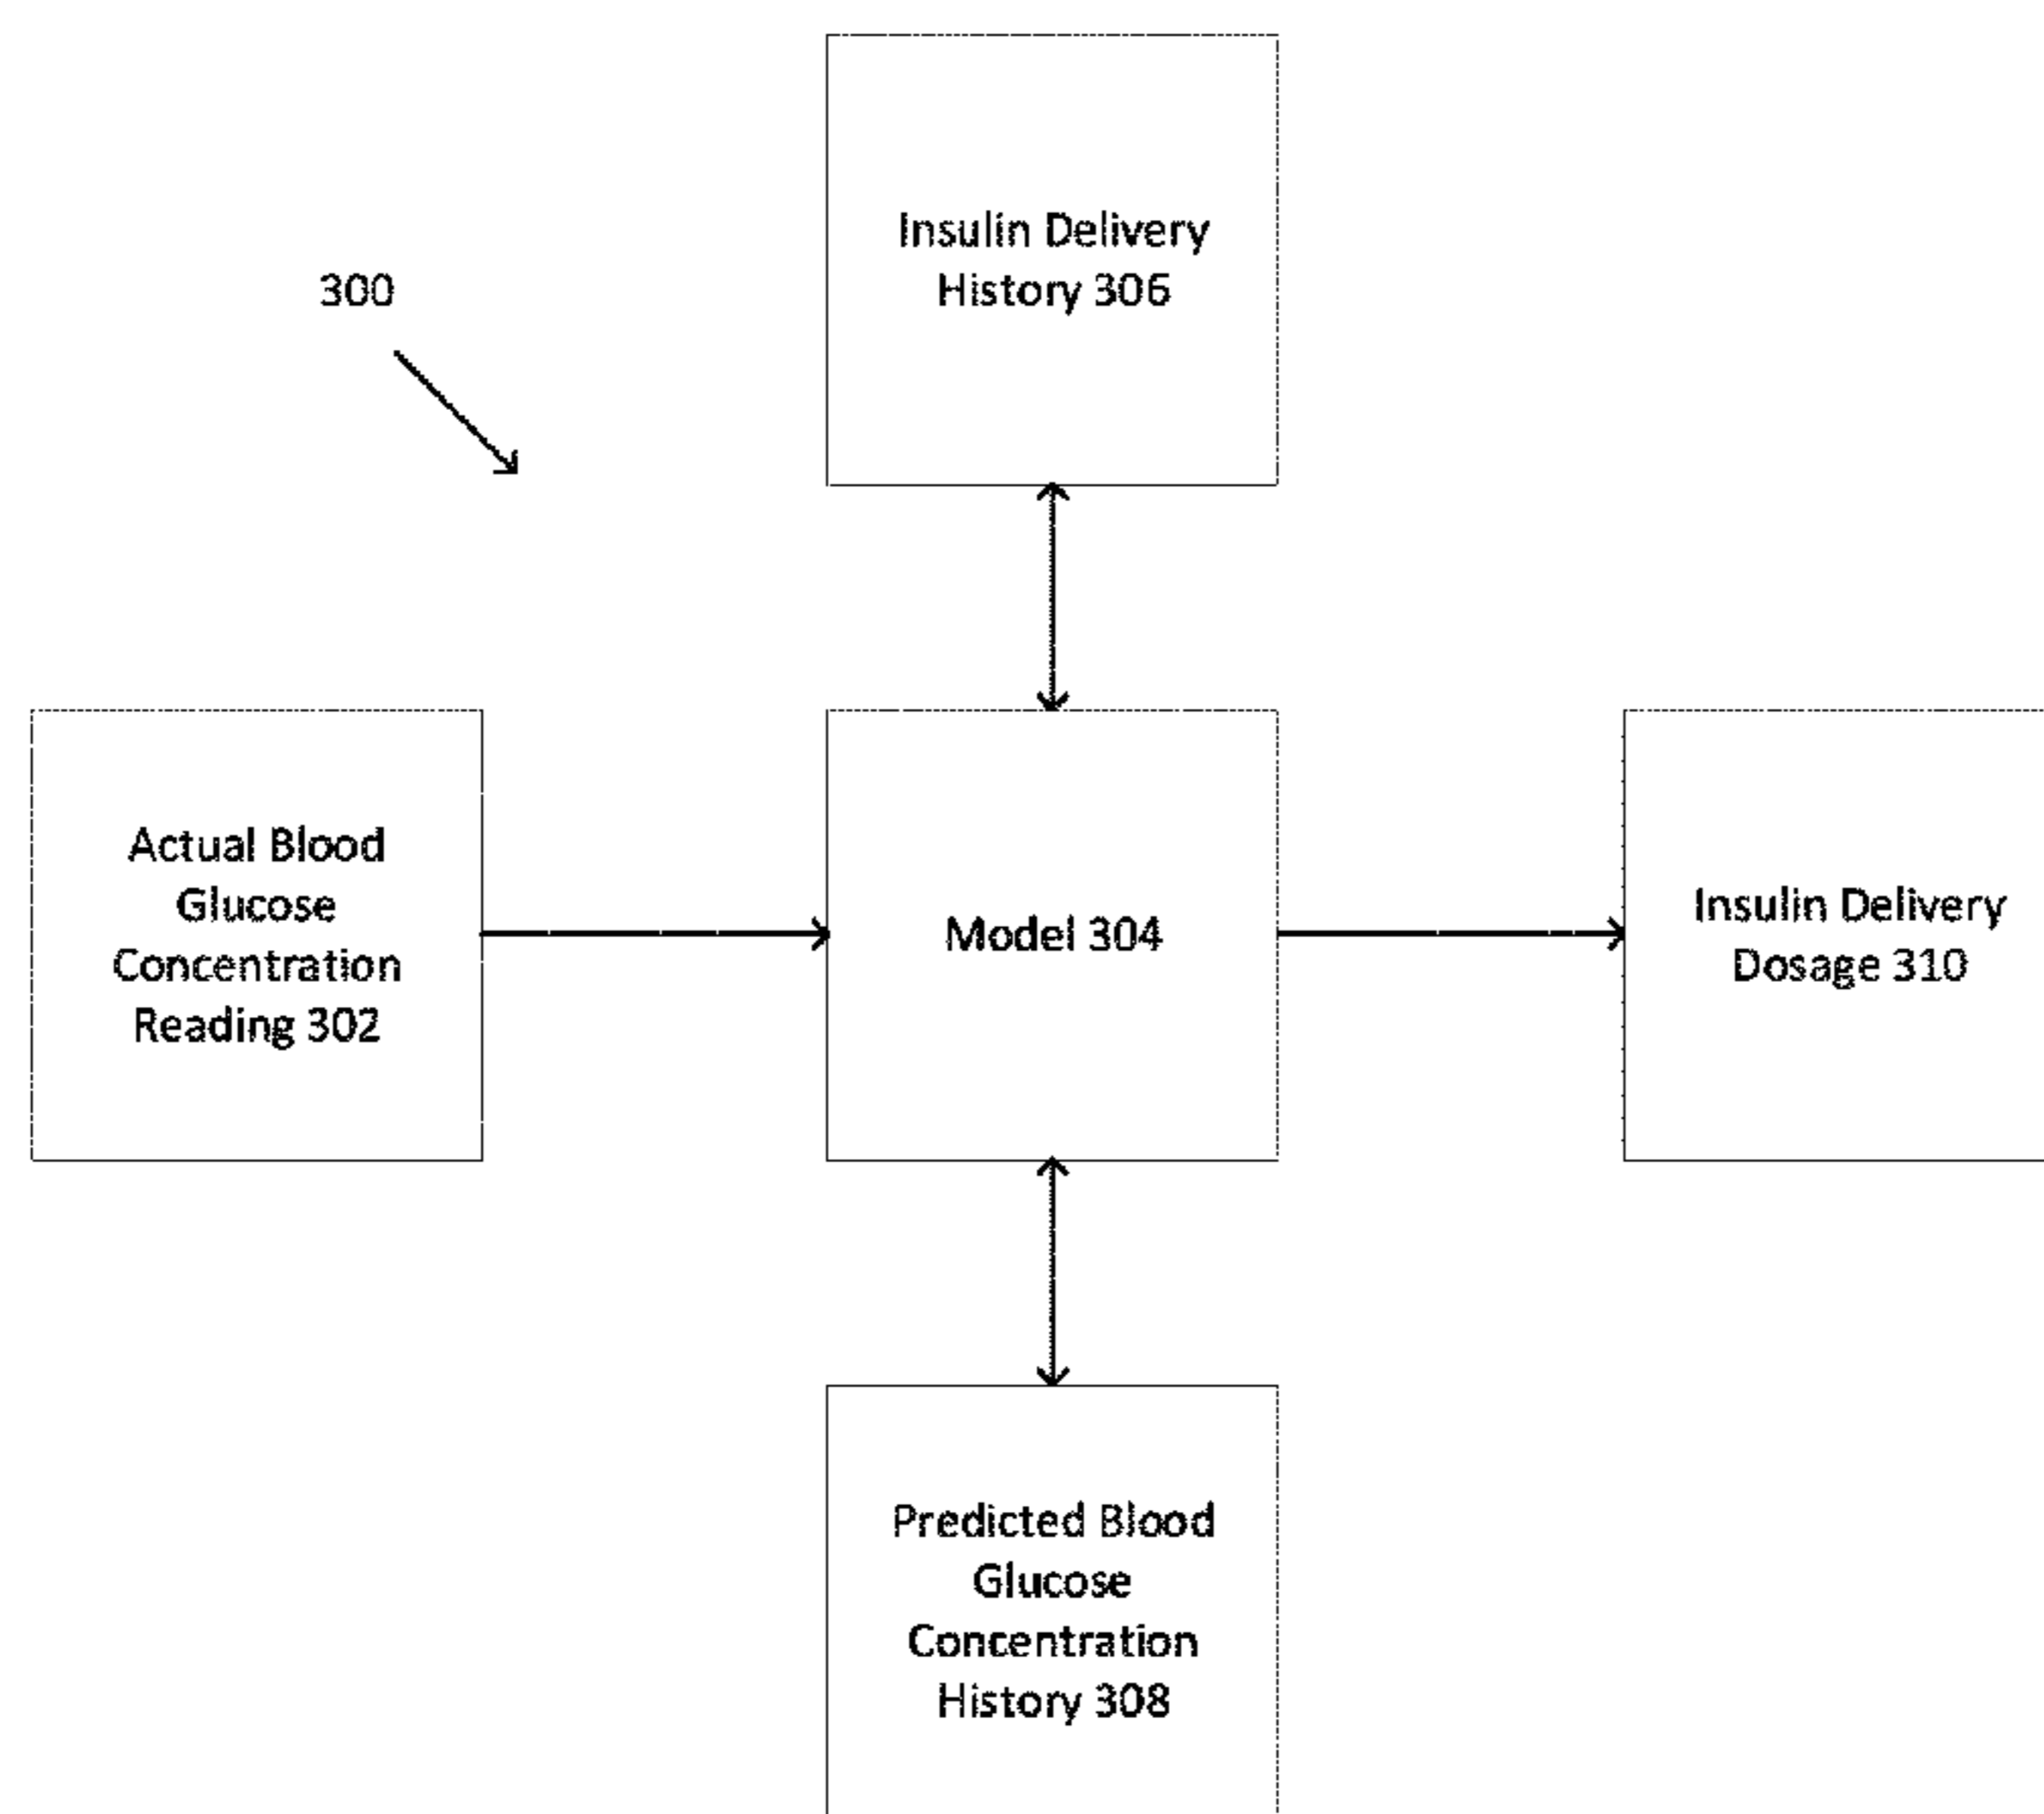 Insulin Delivery
History 306
300
Actual Blood
Glucose
Concentration
Reading 302
Model 304
Insulin Delivery
Dosage 310
Predicted Blood
Glucose
Concentration
History 308